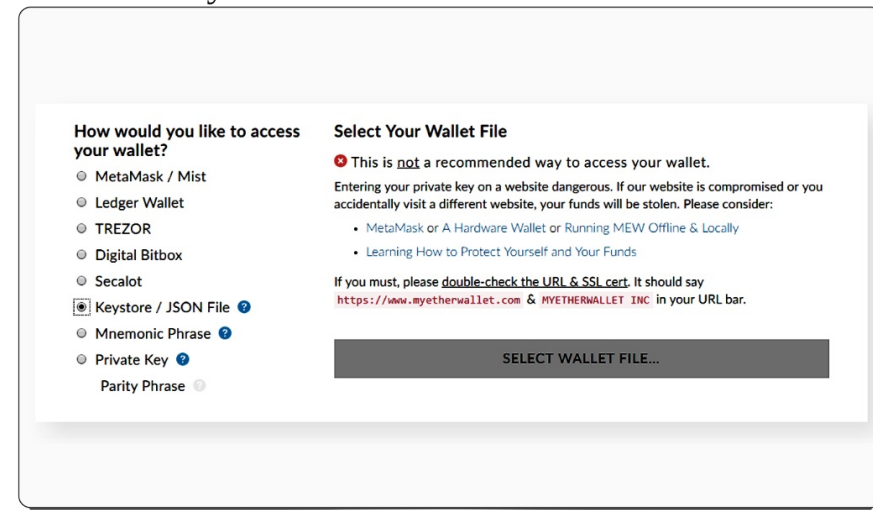 How would you like to access
your wallet?
MetaMask / Mist
Ledger Wallet
TREZOR
Digital Bitbox
Secalot
Keystore / JSON File ?
Mnemonic Phrase ?
Private Key ?
Parity Phrase ?
Select Your Wallet File
This is not a recommended way to access your wallet.
Entering your private key on a website dangerous. If our website is compromised or you
accidentally visit a different website, your funds will be stolen. Please consider:
• MetaMask or A Hardware Wallet or Running MEW Offline & Locally
• Learning How to Protect Yourself and Your Funds
If you must, please double-check the URL & SSL cert. It should say
https://www.myetherwallet.com & MYETHERWALLET INC in your URL bar.
SELECT WALLET FILE...